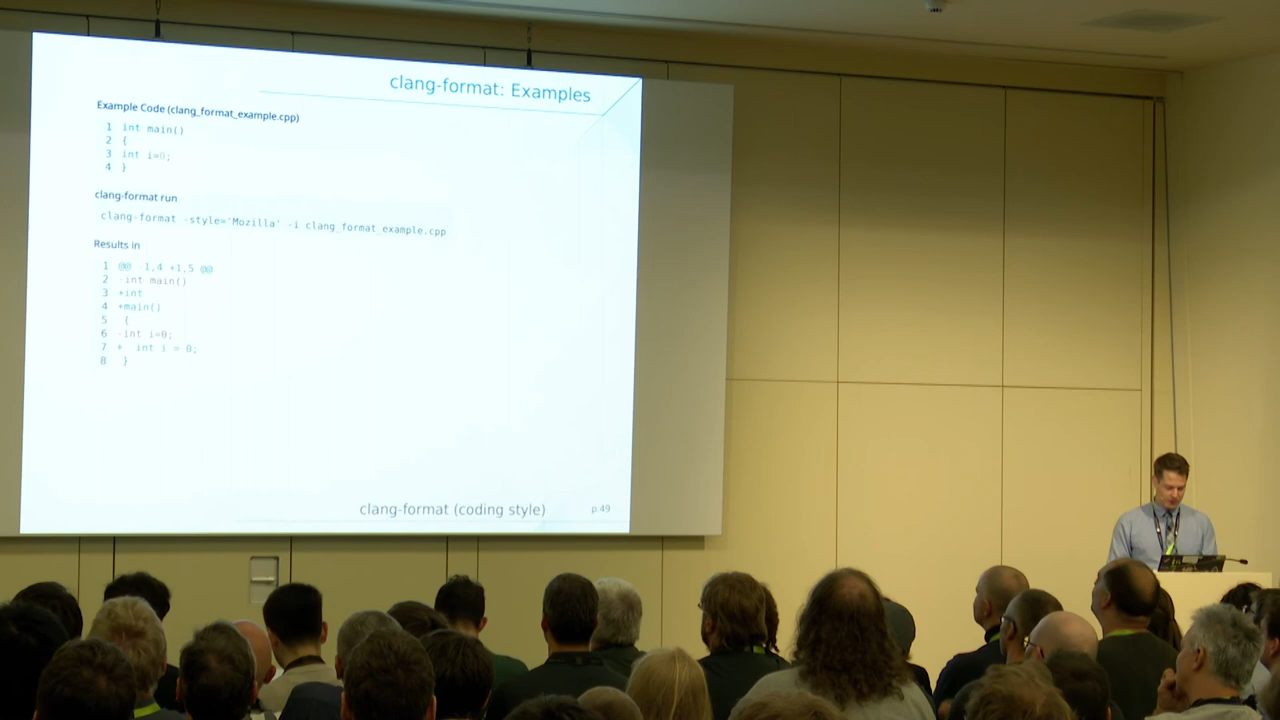 clang-format: Examples
Example Code (clang_format_example.cpp)
1 int main()
2 {
3 int i=0;
4 }
clang-format run
clang-format -style='Mozilla' -i clang_format_example.cpp
Results in
1 @@ -1,4 +1,5 @@
2 -int main()
3 +int
4 +main()
5  {
6 -int i=0;
7 +  int i = 0;
8  }
clang-format (coding style)
p.49